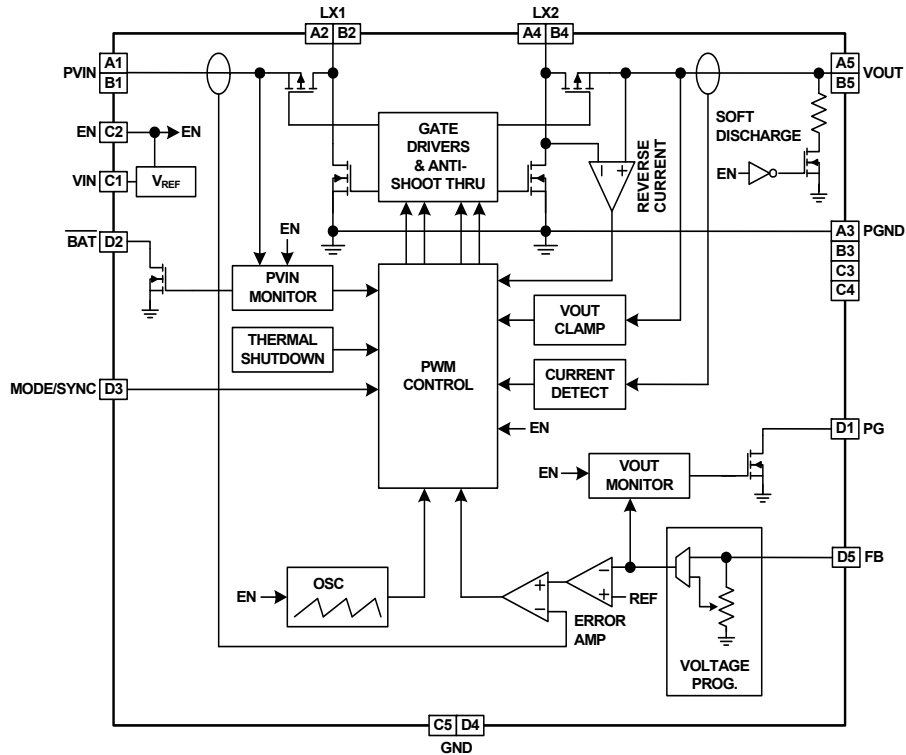 LX1
LX2
A2 B2
A4 B4
PVIN
A1
B1
A5
B5
VOUT
EN C2
EN
VIN C1
VREF
GATE
DRIVERS
& ANTI-
SHOOT THRU
REVERSE
CURRENT
SOFT
DISCHARGE
EN
A3 PGND
B3
C3
C4
BAT D2
EN
PVIN
MONITOR
THERMAL
SHUTDOWN
MODE/SYNC D3
PWM
CONTROL
VOUT
CLAMP
CURRENT
DETECT
EN
D1 PG
EN
VOUT
MONITOR
D5 FB
EN
OSC
REF
ERROR
AMP
VOLTAGE
PROG.
C5 D4
GND